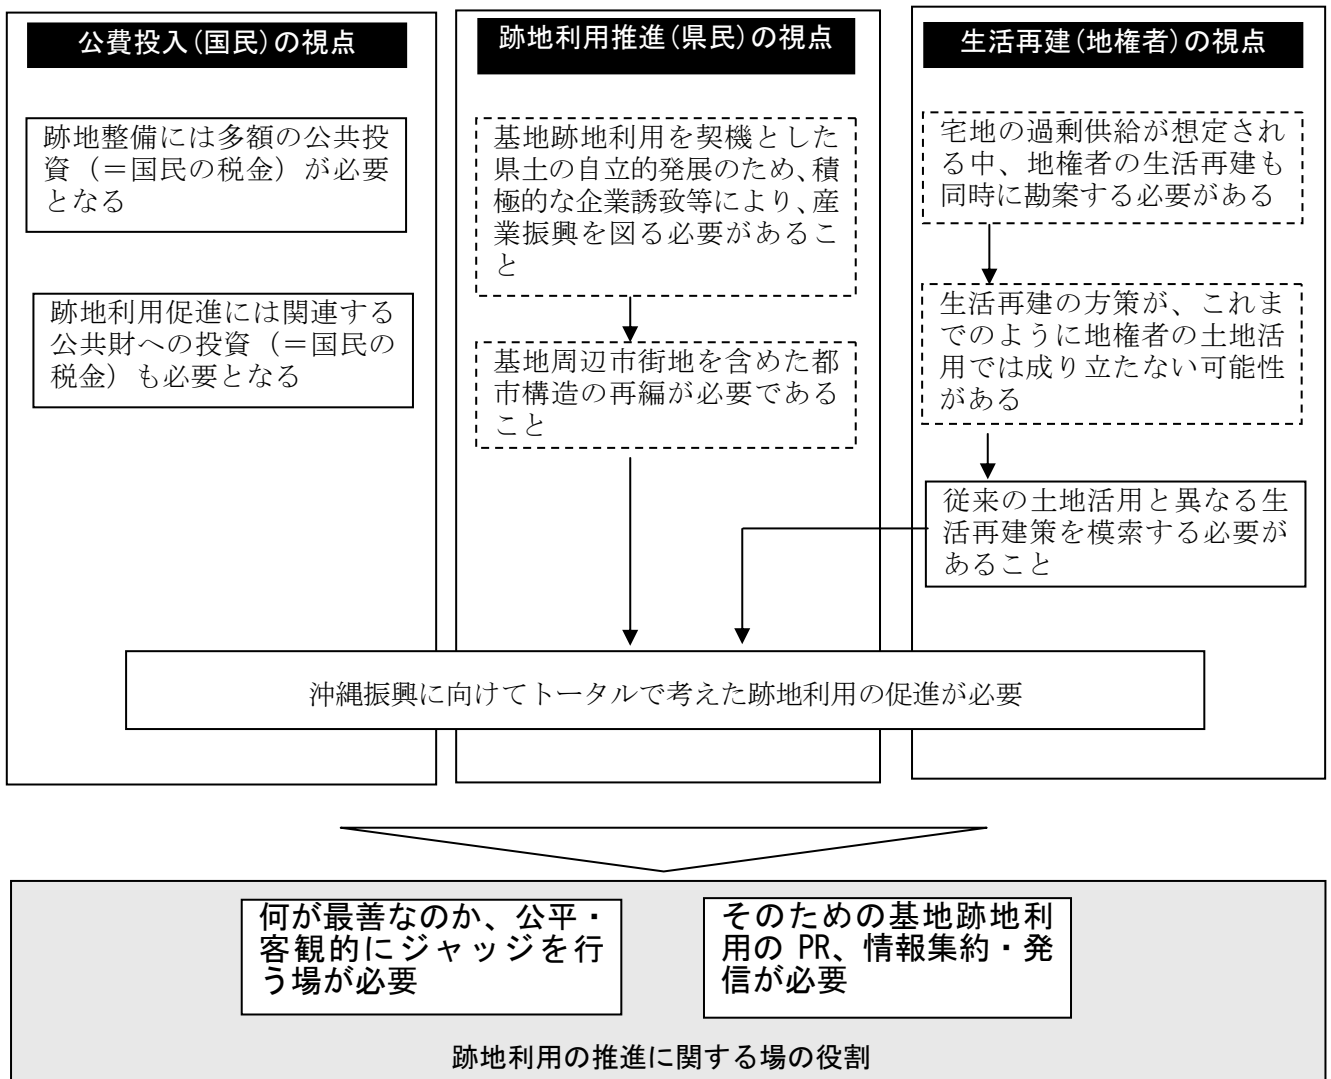 公費投入(国民)の視点
跡地整備には多額の公共投
資（＝国民の税金）が必要
となる
跡地利用促進には関連する
公共財への投資（＝国民の
税金）も必要となる
跡地利用推進(県民)の視点
基地跡地利用を契機とした
県土の自立的発展のため、積
極的な企業誘致等により、産
業振興を図る必要があるこ
と
基地周辺市街地を含めた都
市構造の再編が必要である
こと
生活再建(地権者)の視点
宅地の過剰供給が想定され
る中、地権者の生活再建も
同時に勘案する必要がある
生活再建の方策が、これま
でのように地権者の土地活
用では成り立たない可能性
がある
従来の土地活用と異なる生
活再建策を模索する必要が
あること
沖縄振興に向けてトータルで考えた跡地利用の促進が必要
何が最善なのか、公平・
客観的にジャッジを行
う場が必要
そのための基地跡地利
用の PR、情報集約・発
信が必要
跡地利用の推進に関する場の役割